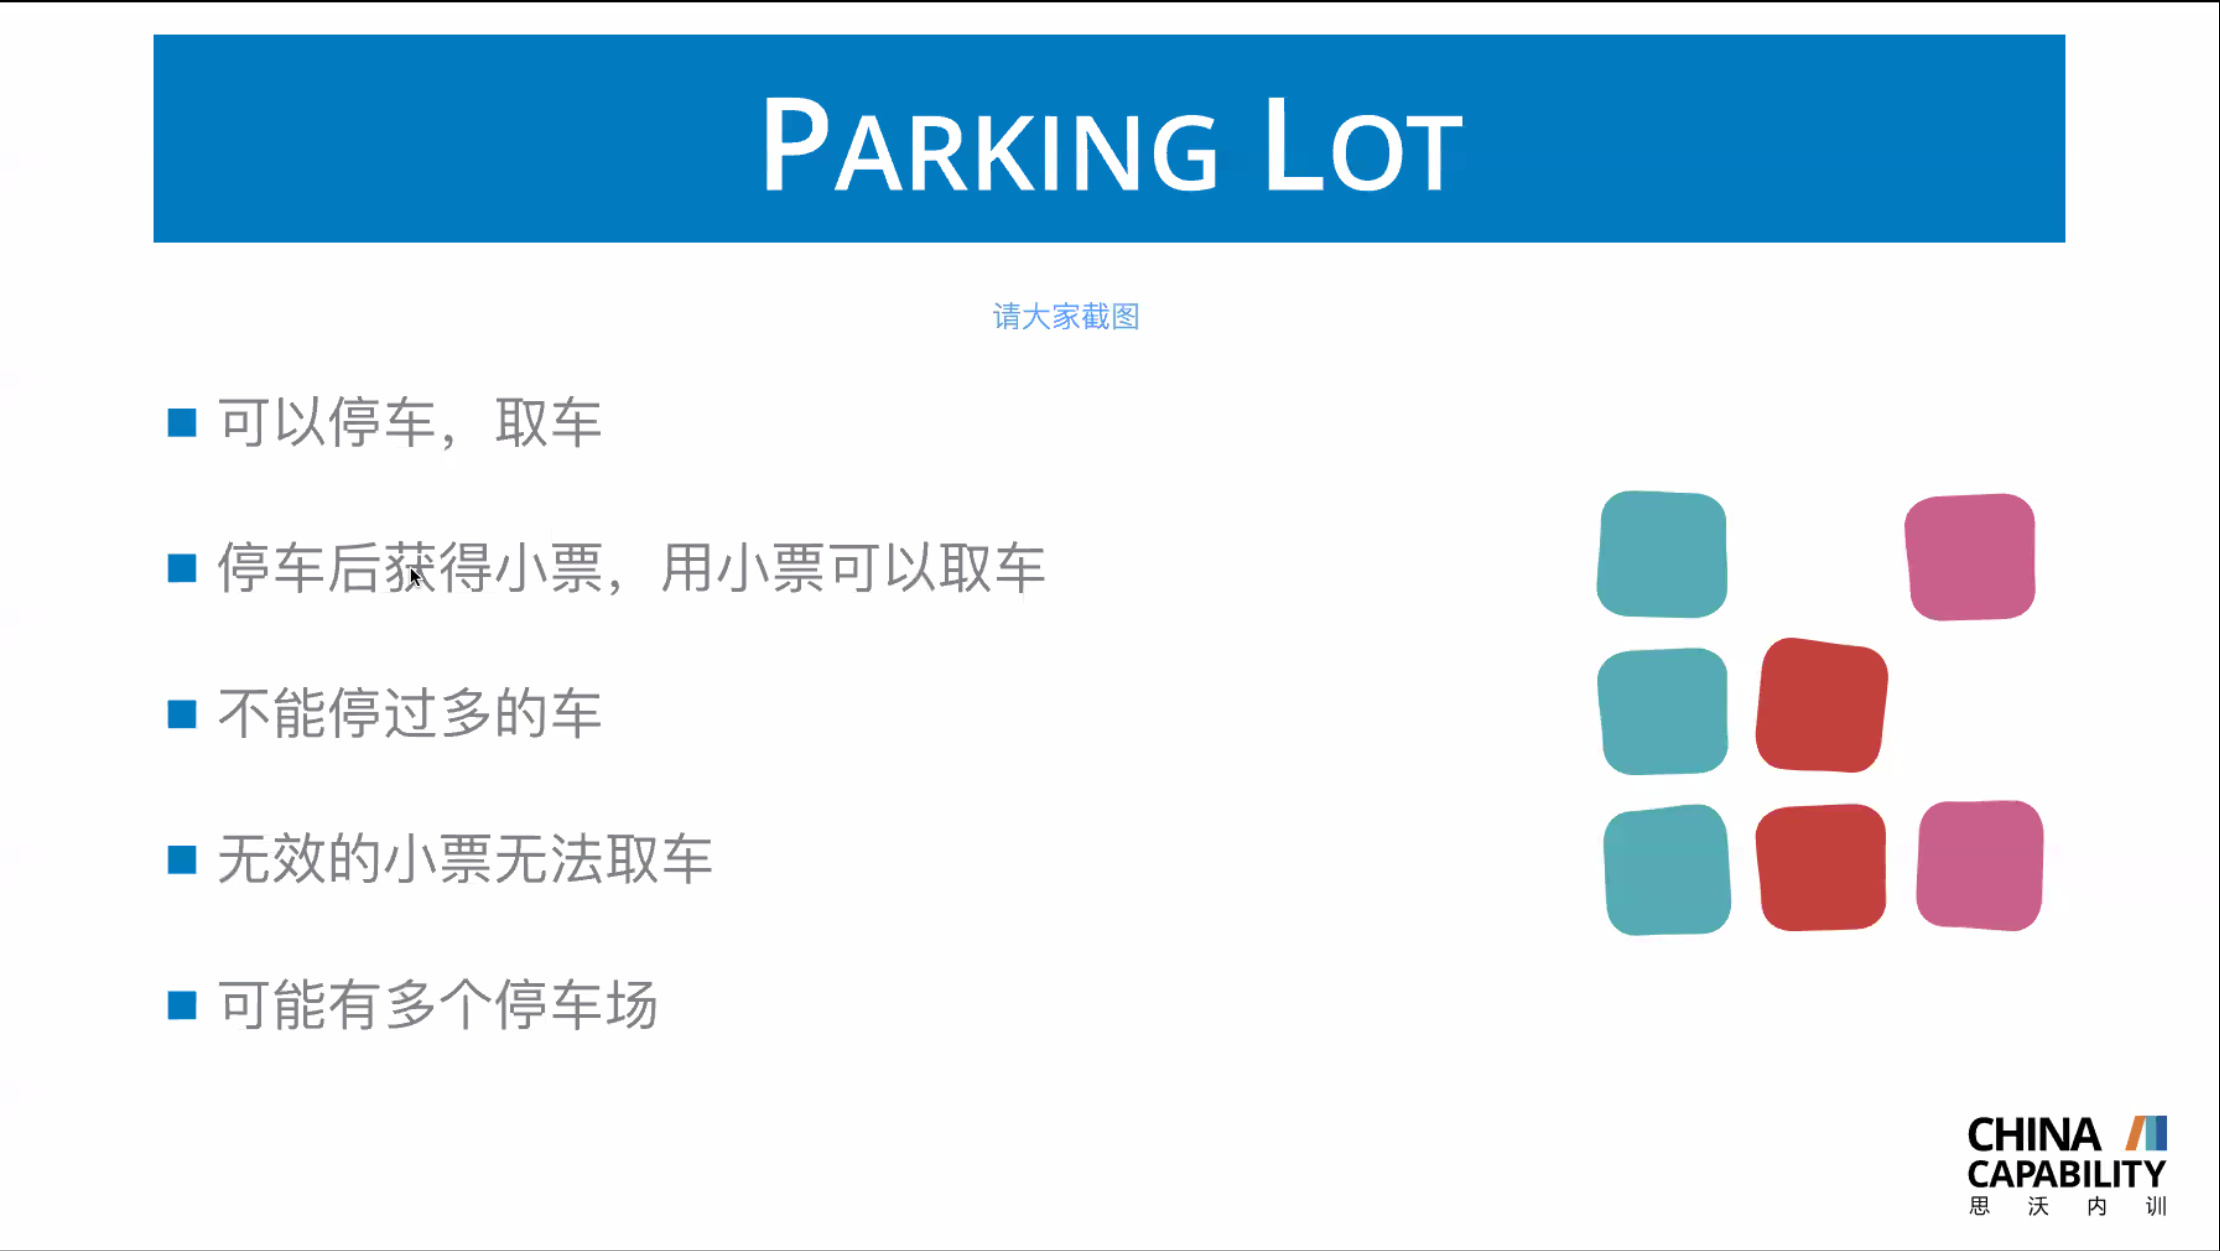 PARKING LOT
请大家截图
可以停车，取车
停车后获得小票，用小票可以取车
不能停过多的车
无效的小票无法取车
可能有多个停车场
CHINA
CAPABILITY
思沃内训